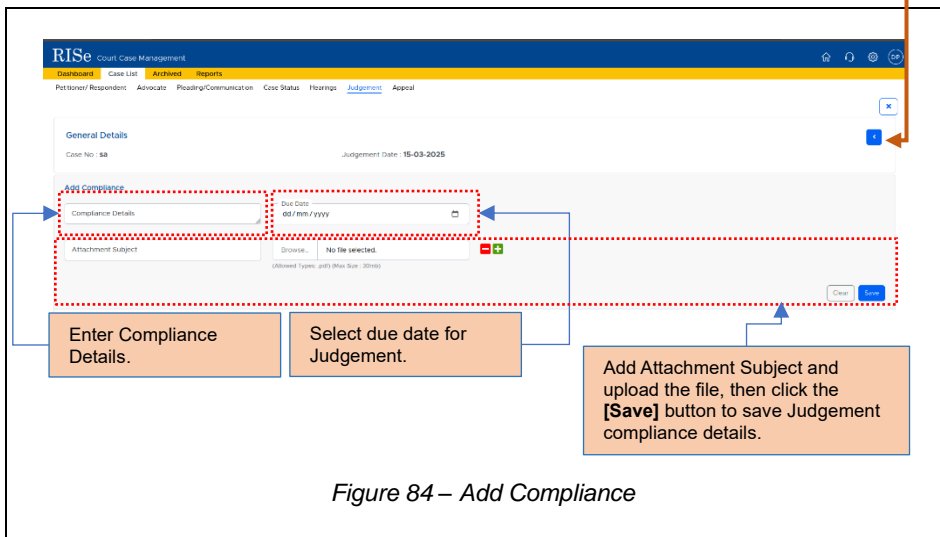 RISe Court Case Management
DP
Dashboard Case List Archived Reports
Petitioner/ Respondent Advocate Pleading/Communication Case Status Hearings Judgement Appeal
General Details
Case No : sa Judgement Date : 15-03-2025
Add Compliance
Due Date
Compliance Details dd / mm / yyyy
Attachment Subject Browse... No file selected.
(Allowed Types: .pdf) (Max Size : 30mb)
Clear Save
Enter Compliance
Details.
Select due date for
Judgement.
Add Attachment Subject and
upload the file, then click the
[Save] button to save Judgement
compliance details.
Figure 84 – Add Compliance